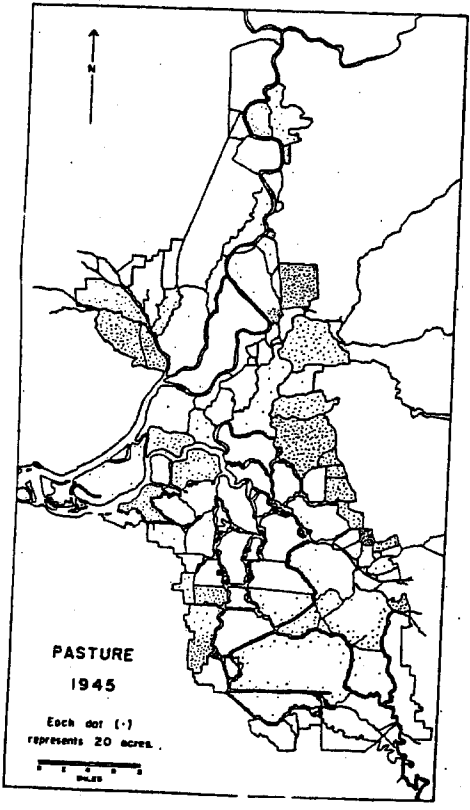 N
PASTURE
1945
Each dot (·)
represents 20 acres.
MILES